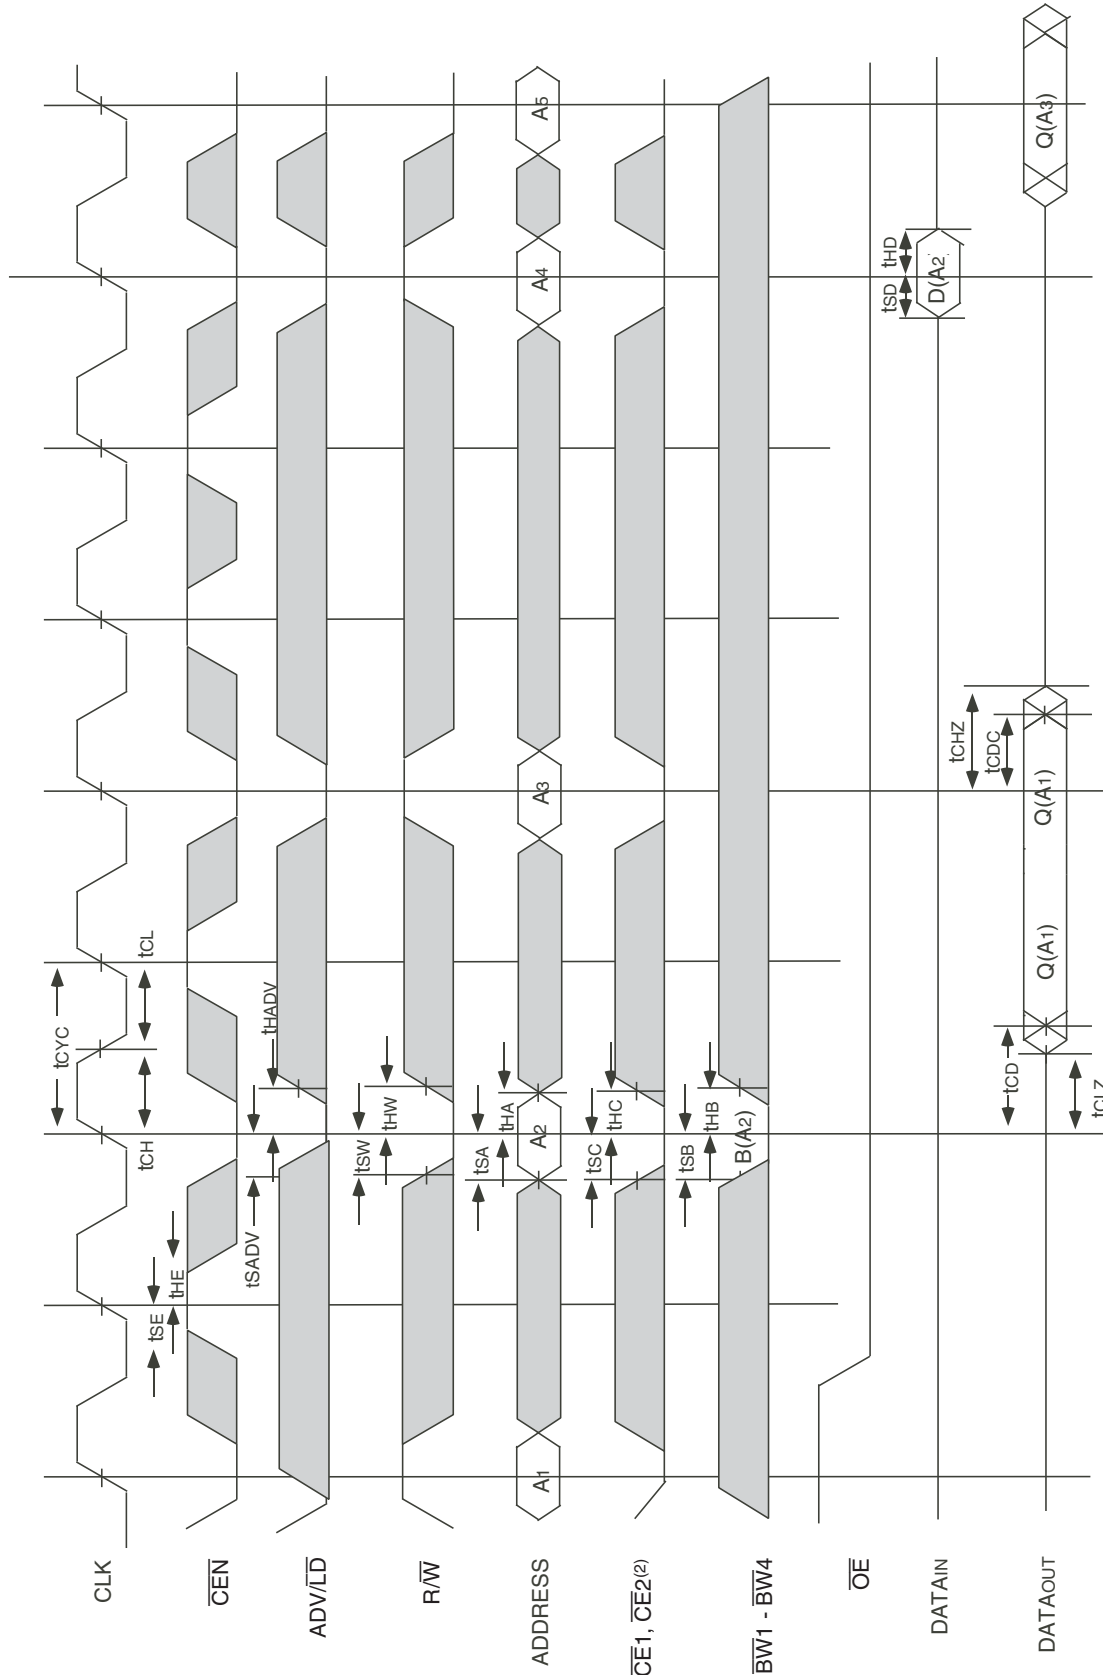 CLK
tCYC
tCH
tCL
CEN
tSE
tHE
ADV/LD
tSADV
tHADV
R/W
tSW
tHW
ADDRESS
A1
A2
A3
A4
A5
tSA
tHA
CE1, CE2(2)
tSC
tHC
BW1 - BW4
B(A2)
tSB
tHB
OE
DATAIN
D(A2)
tSD
tHD
DATAOUT
Q(A1)
Q(A1)
Q(A3)
tCD
tCLZ
tCHZ
tCDC